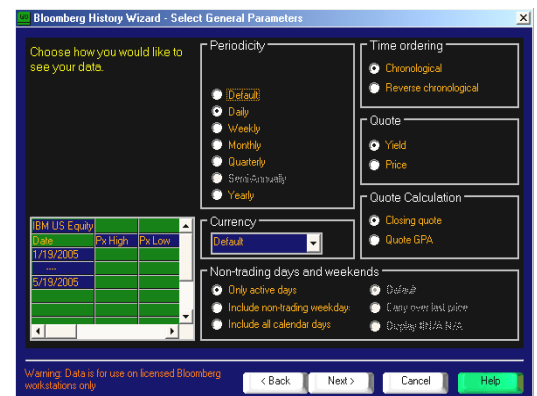 Bloomberg History Wizard - Select General Parameters
Choose how you would like to
see your data.
Periodicity
Default
Daily
Weekly
Monthly
Quarterly
Semi-Annually
Yearly
Time ordering
Chronological
Reverse chronological
Quote
Yield
Price
Quote Calculation
Closing quote
Quote GPA
IBM US Equity
Date Px High Px Low
1/19/2005
....
5/19/2005
Currency
Default
Non-trading days and weekends
Only active days
Include non-trading weekday
Include all calendar days
Default
Carry over last price
Display #N/A N/A
Warning: Data is for use on licensed Bloomberg
workstations only
< Back Next > Cancel Help